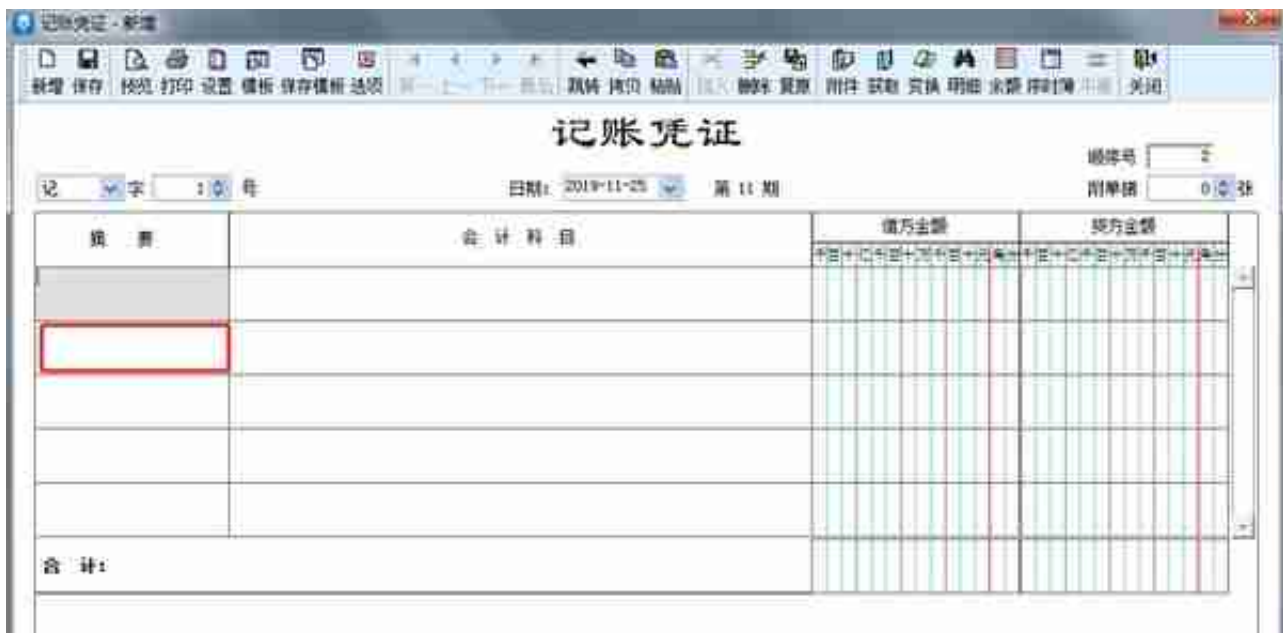 记账凭证 - 新增
新增 保存 预览 打印 设置 模板 保存模板 选项 第一 上一 下一 最后 跳转 拷贝 粘贴 插入 删除 复原 附件 获取 变换 明细 余额 序时簿 关闭
记账凭证
顺序号 2
记 字 1 号 日期: 2019-11-25 第 11 期 附单据 0 张
摘 要 会 计 科 目 借方金额 贷方金额
千百十亿千百十万千百十元角分 千百十亿千百十万千百十元角分
合 计: